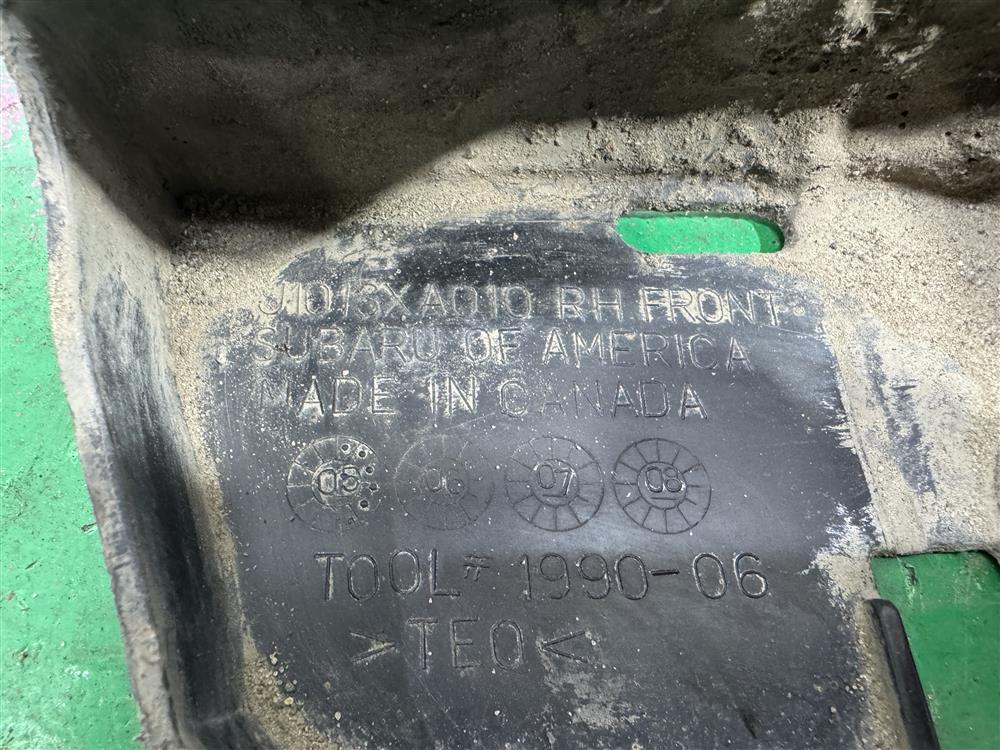 J1013XA010 RH FRONT
SUBARU OF AMERICA
MADE IN CANADA
05 06 07 08
TOOL # 1990-06
>TEO<